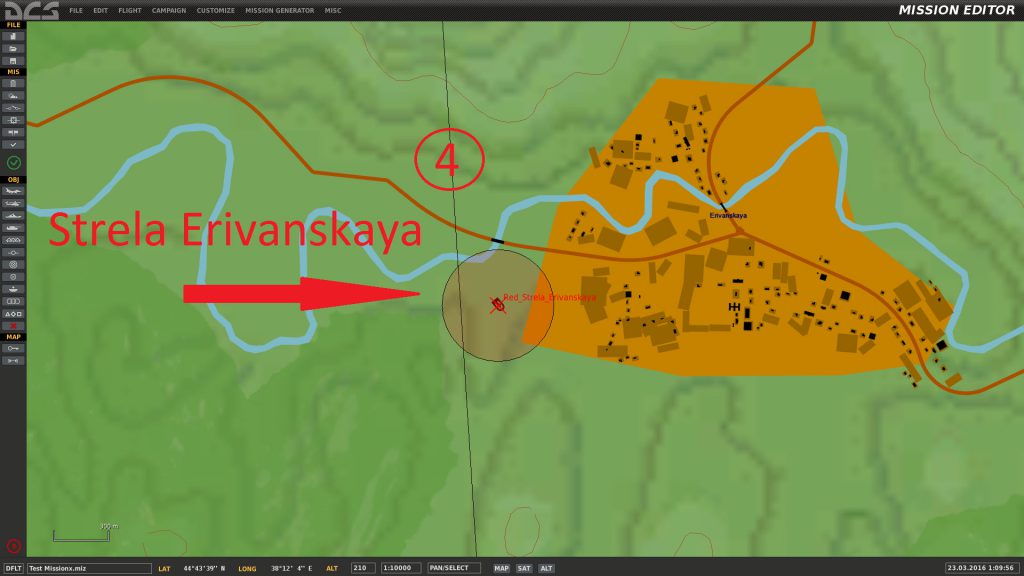 DCS FILE EDIT FLIGHT CAMPAIGN CUSTOMIZE MISSION GENERATOR MISC MISSION EDITOR
FILE
MIS
OBJ
MAP
4
Strela Erivanskaya
Erivanskaya
Red_Strela_Erivanskaya
300 m
DFLT Test Missionx.miz LAT 44°43'39'' N LONG 38°12' 4'' E ALT 210 1:10000 PAN/SELECT MAP SAT ALT 23.03.2016 1:09:56